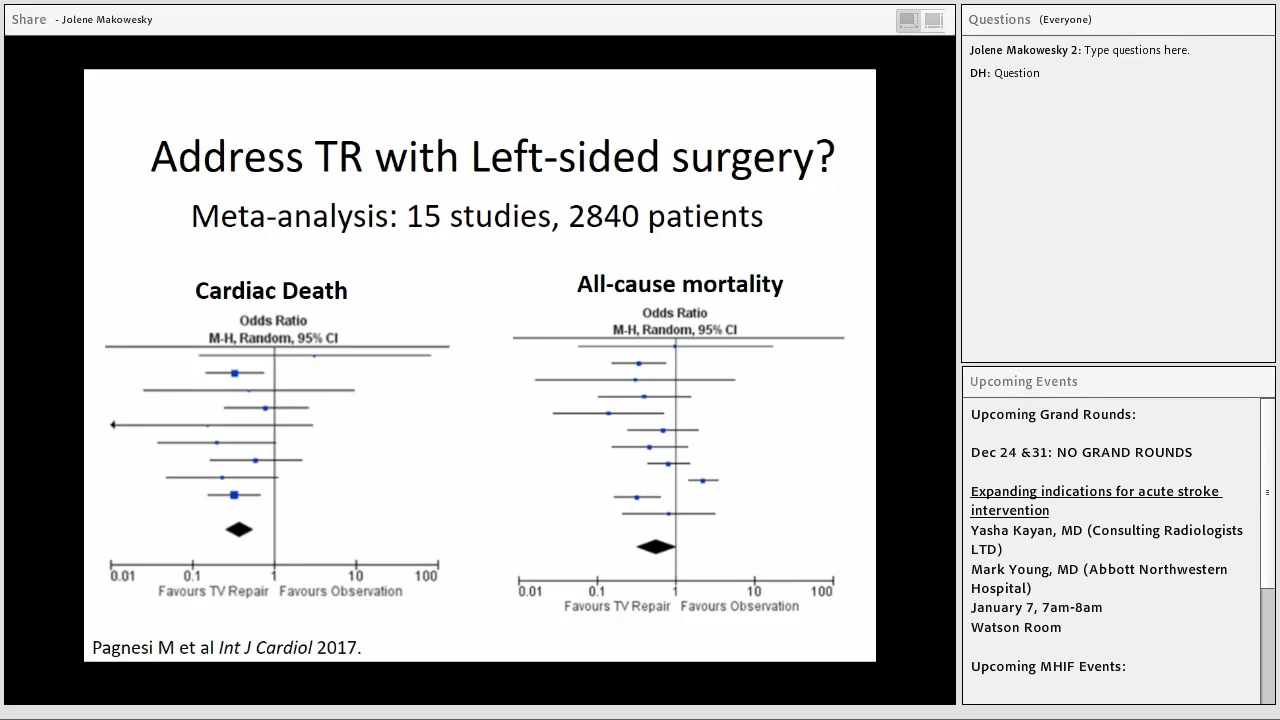 Share - Jolene Makowesky
Address TR with Left-sided surgery?
Meta-analysis: 15 studies, 2840 patients
Cardiac Death
Odds Ratio
M-H, Random, 95% CI
0.01 0.1 1 10 100
Favours TV Repair Favours Observation
All-cause mortality
Odds Ratio
M-H, Random, 95% CI
0.01 0.1 1 10 100
Favours TV Repair Favours Observation
Pagnesi M et al Int J Cardiol 2017.
Questions (Everyone)
Jolene Makowesky 2: Type questions here.
DH: Question
Upcoming Events
Upcoming Grand Rounds:
Dec 24 &31: NO GRAND ROUNDS
Expanding indications for acute stroke
intervention
Yasha Kayan, MD (Consulting Radiologists
LTD)
Mark Young, MD (Abbott Northwestern
Hospital)
January 7, 7am-8am
Watson Room
Upcoming MHIF Events: